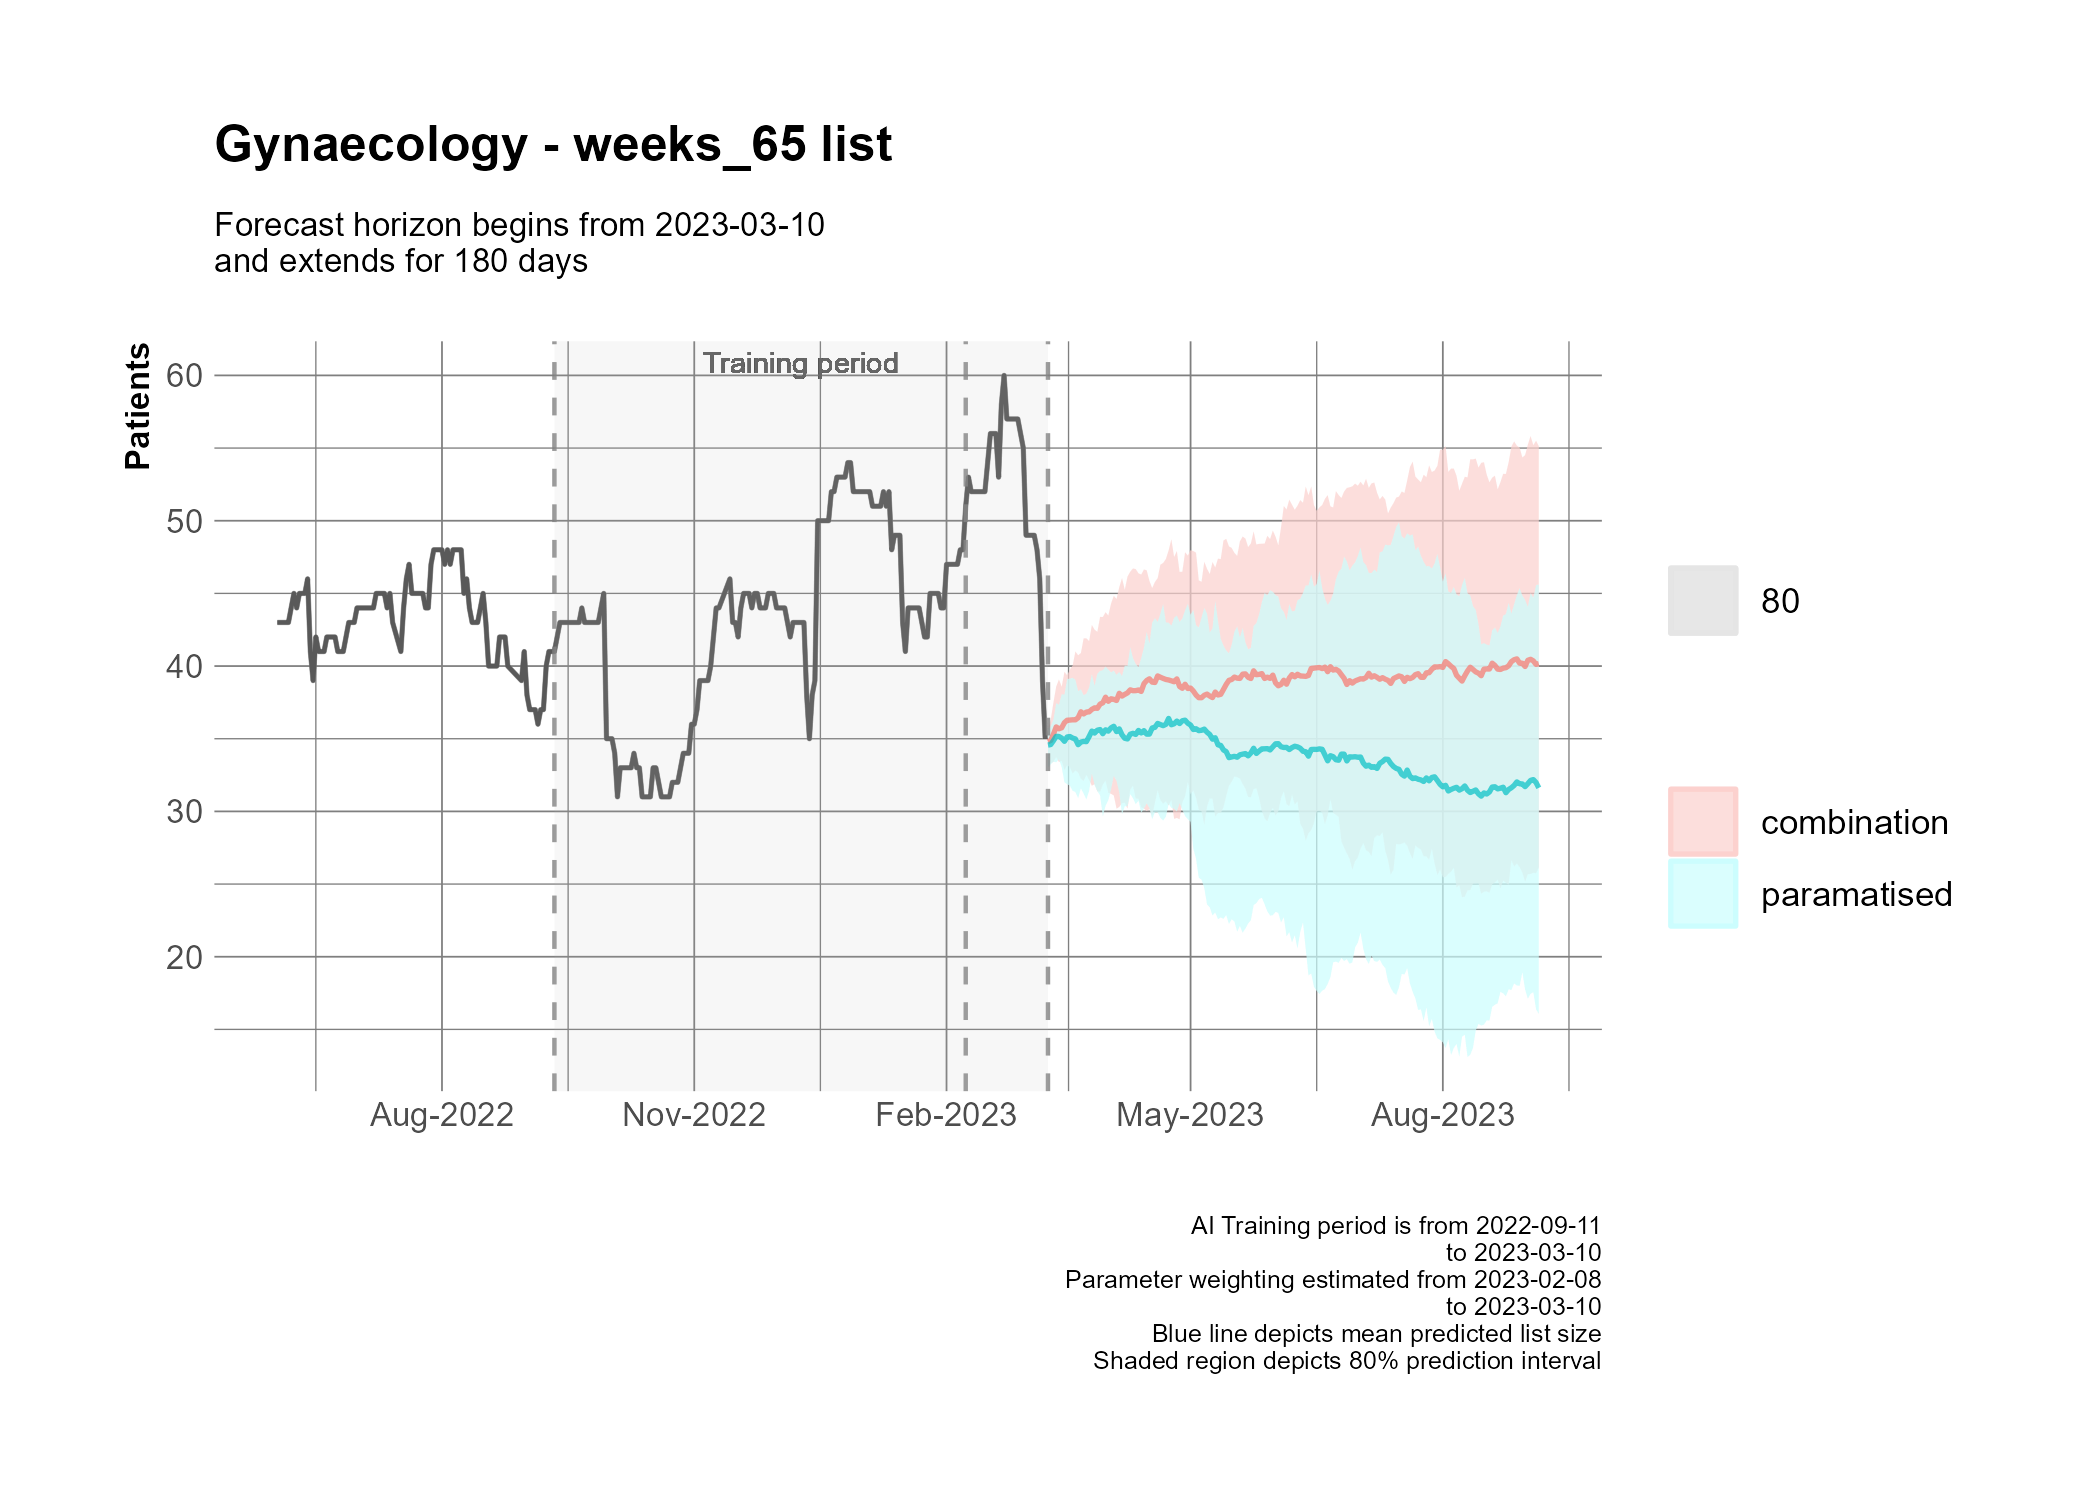 Gynaecology - weeks_65 list
Forecast horizon begins from 2023-03-10
and extends for 180 days
Patients
Training period
60
50
40
30
20
Aug-2022
Nov-2022
Feb-2023
May-2023
Aug-2023
80
combination
paramatised
AI Training period is from 2022-09-11
to 2023-03-10
Parameter weighting estimated from 2023-02-08
to 2023-03-10
Blue line depicts mean predicted list size
Shaded region depicts 80% prediction interval